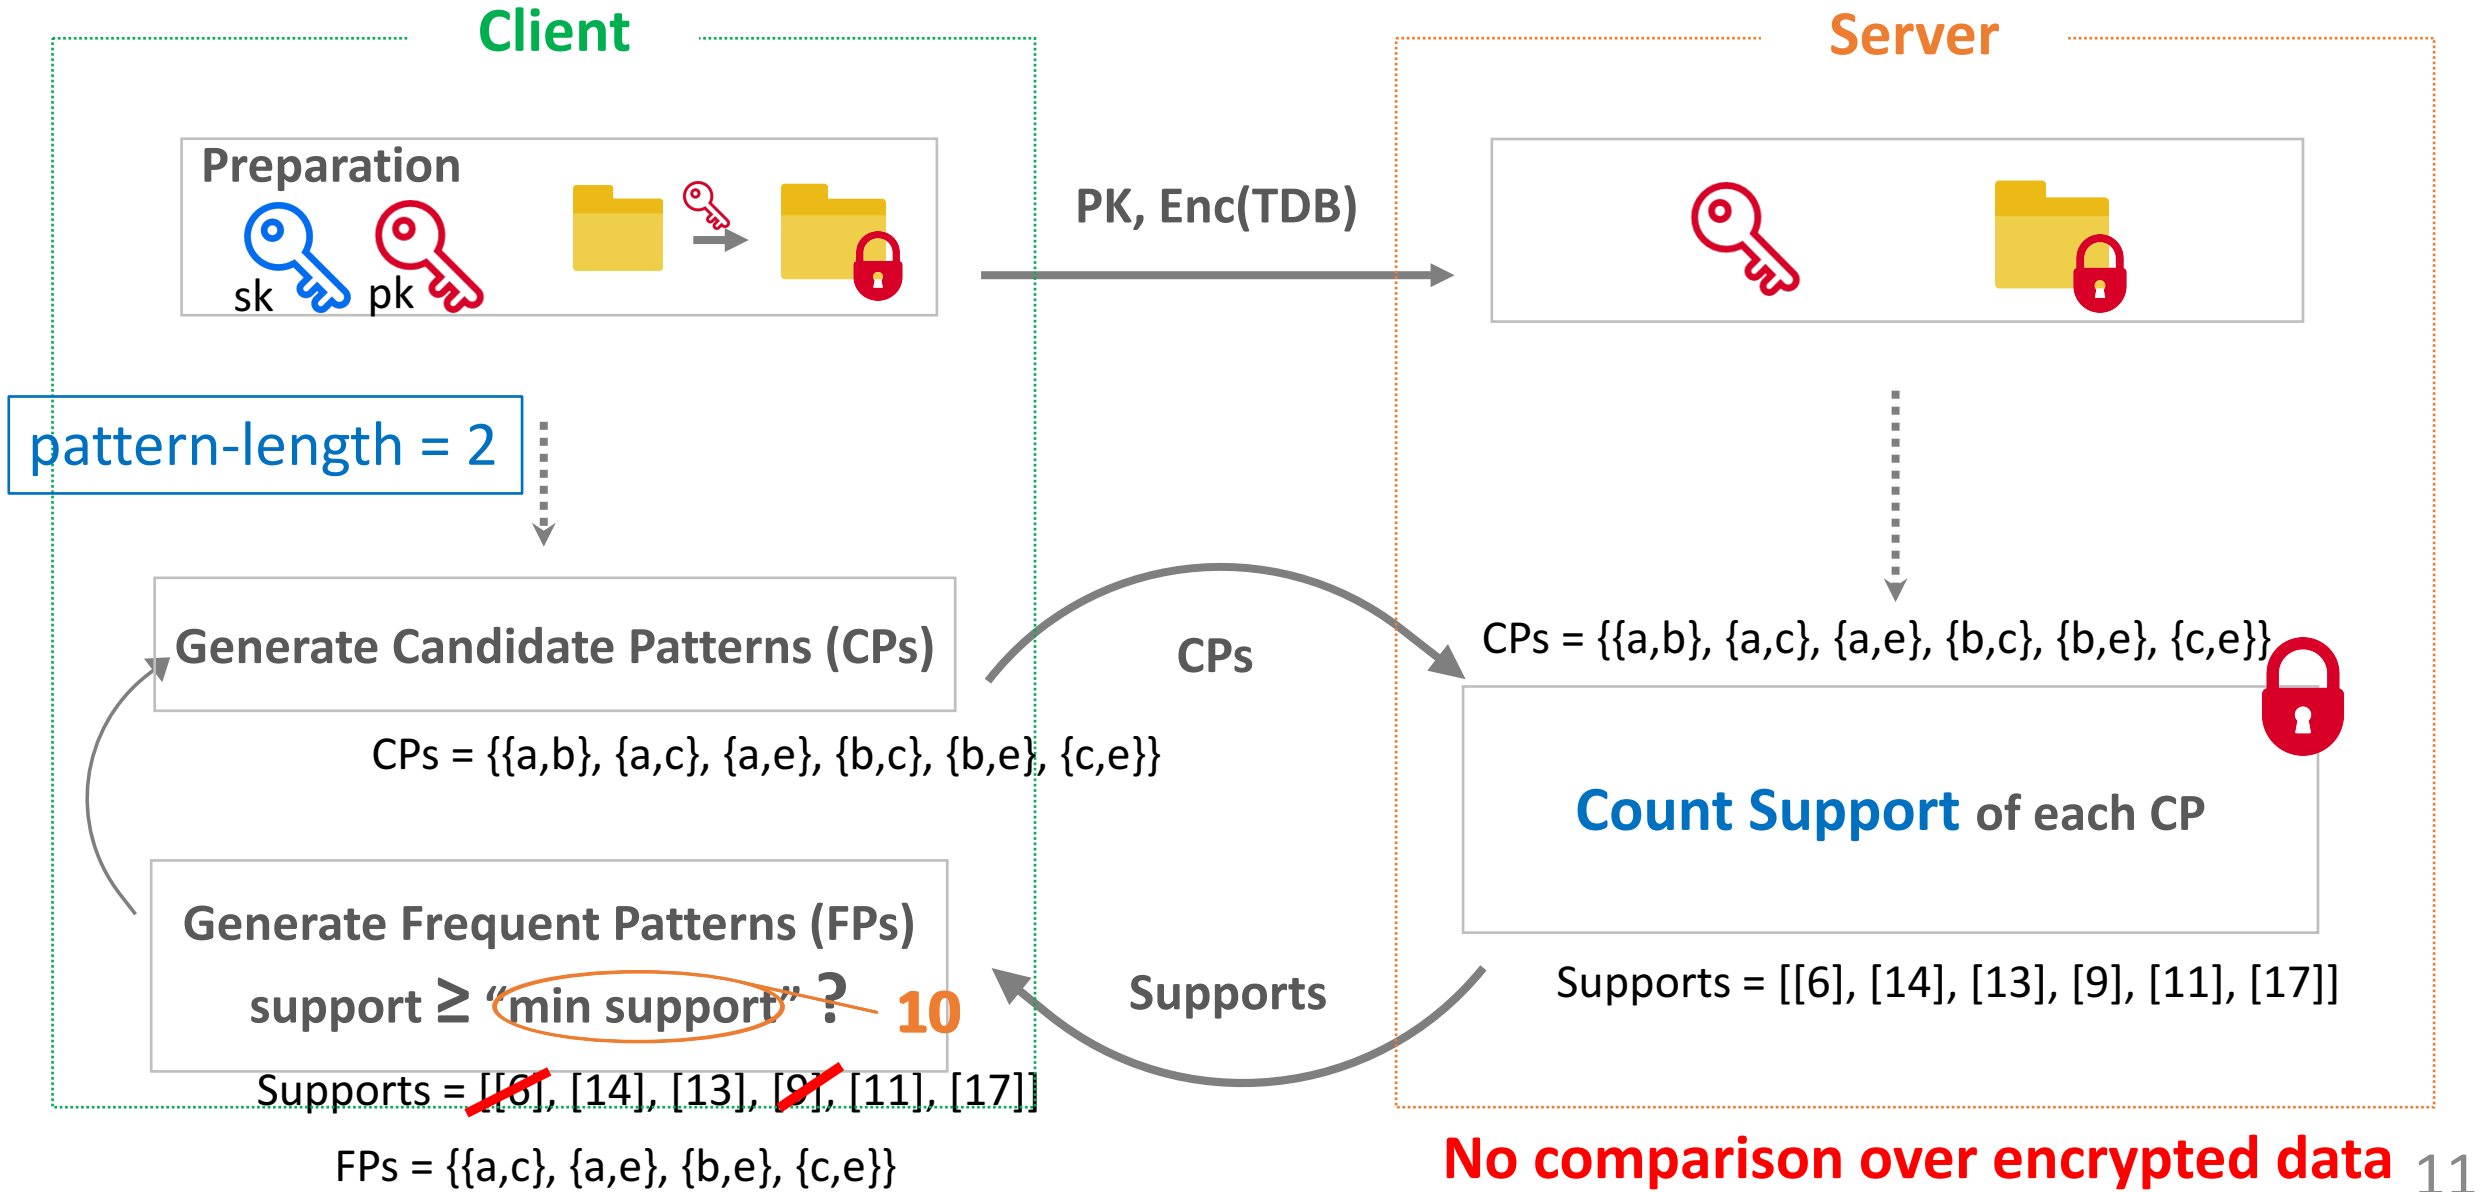 Client
Server
Preparation
sk
pk
PK, Enc(TDB)
pattern-length = 2
Generate Candidate Patterns (CPs)
CPs = {{a,b}, {a,c}, {a,e}, {b,c}, {b,e}, {c,e}}
CPs
CPs = {{a,b}, {a,c}, {a,e}, {b,c}, {b,e}, {c,e}}
Count Support of each CP
Supports = [[6], [14], [13], [9], [11], [17]]
Supports
Generate Frequent Patterns (FPs)
support ≥ “min support” ?
10
Supports = [[6], [14], [13], [9], [11], [17]]
FPs = {{a,c}, {a,e}, {b,e}, {c,e}}
No comparison over encrypted data
11